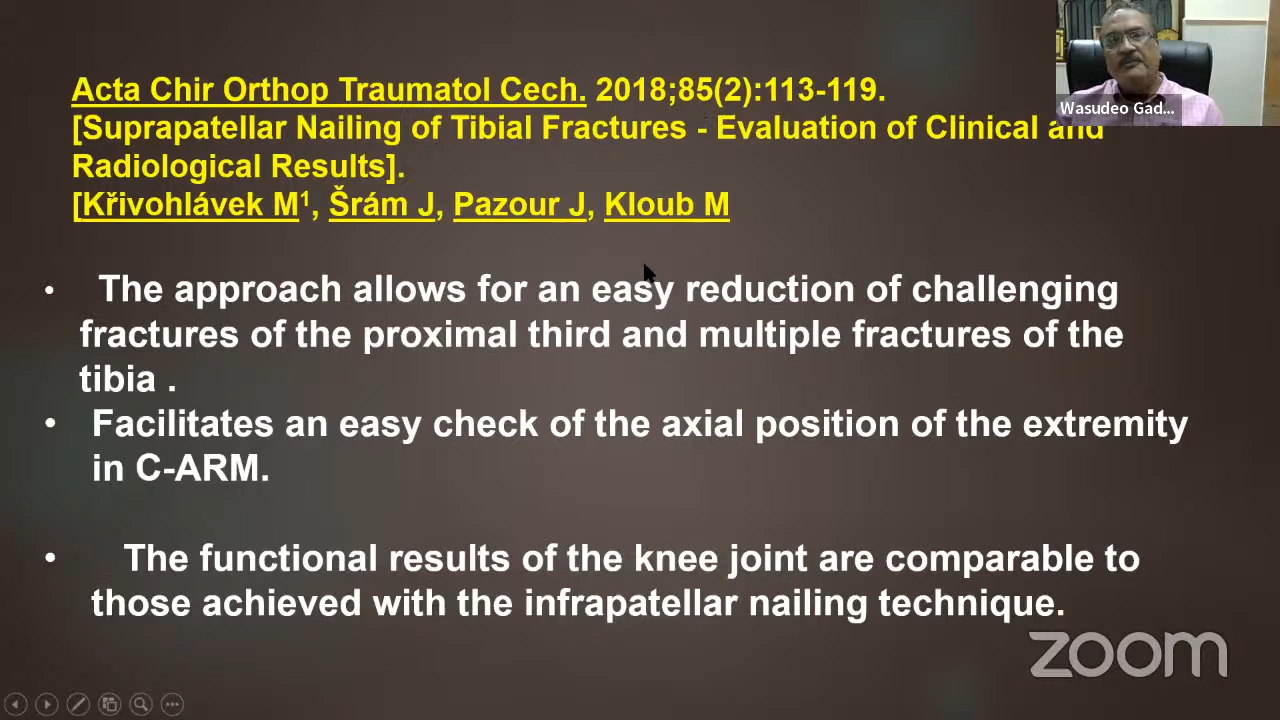 Acta Chir Orthop Traumatol Cech. 2018;85(2):113-119.
[Suprapatellar Nailing of Tibial Fractures - Evaluation of Clinical and
Radiological Results].
[Křivohlávek M¹, Šrám J, Pazour J, Kloub M
Wasudeo Gad...
• The approach allows for an easy reduction of challenging
fractures of the proximal third and multiple fractures of the
tibia .
• Facilitates an easy check of the axial position of the extremity
in C-ARM.
• The functional results of the knee joint are comparable to
those achieved with the infrapatellar nailing technique.
zoom